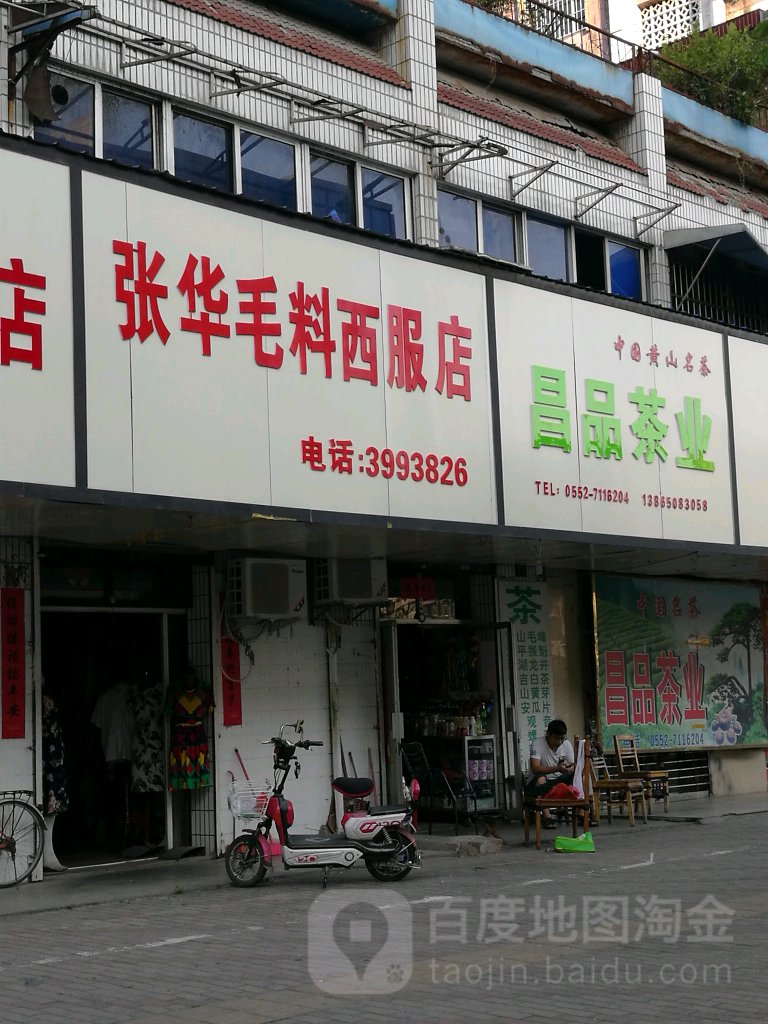 店
张华毛料西服店
电话:3993826
中国黄山名茶
昌品茶业
TEL: 0552-7116204 13865083058
茶
中国名茶
昌品茶业
0552-7116204
百度地图淘金
taojin.baidu.com